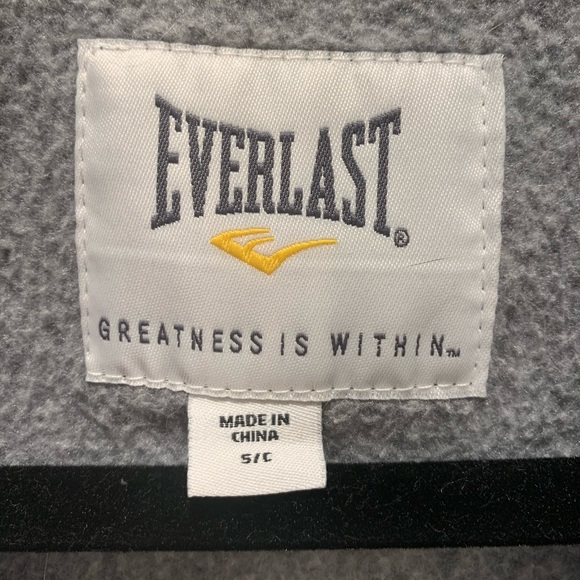 EVERLAST®
GREATNESS IS WITHIN™
MADE IN
CHINA
S/C